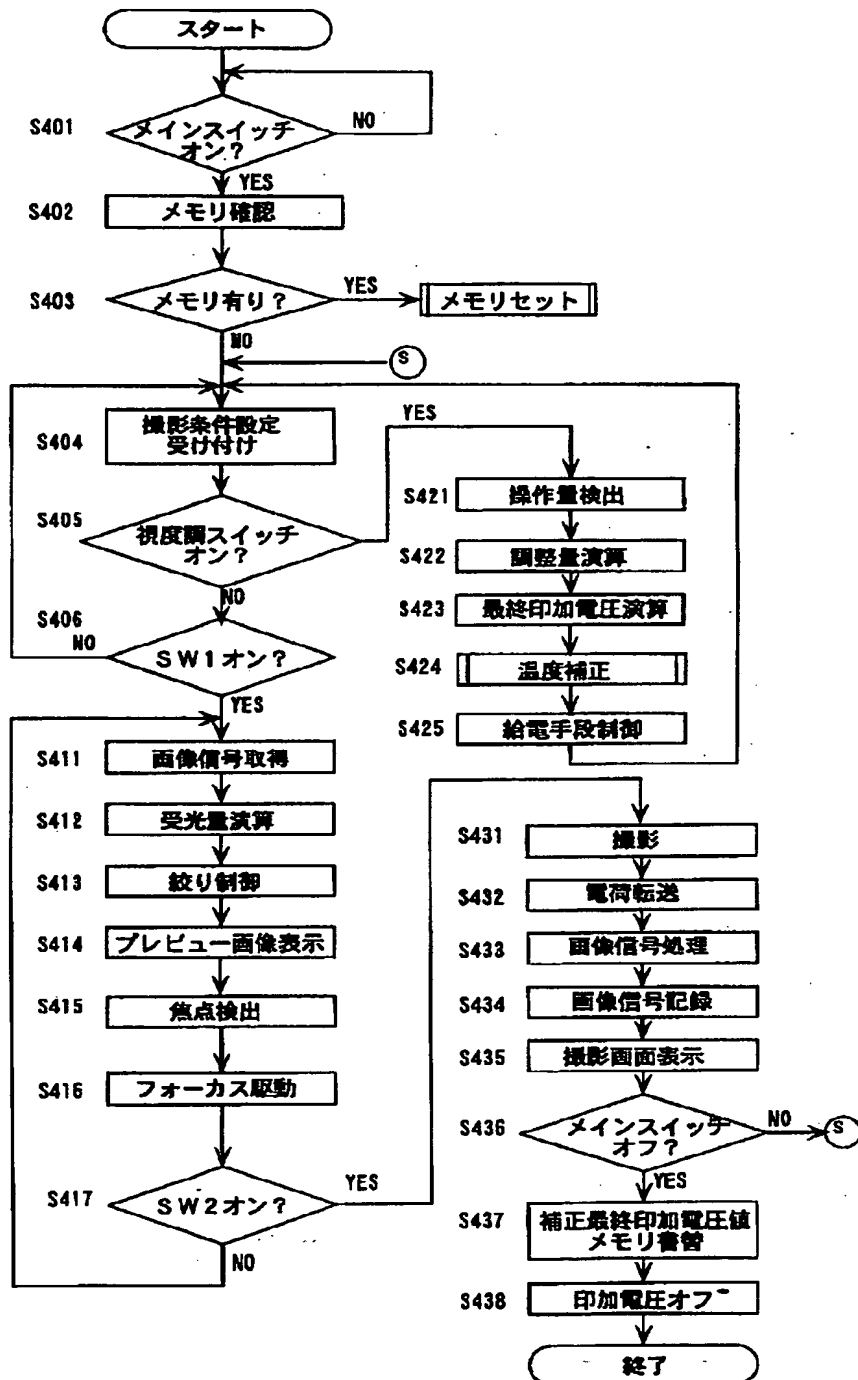 スタート
S401
メインスイッチ
オン？
NO
YES
S402
メモリ確認
S403
メモリ有り？
YES
メモリセット
NO
S
S404
撮影条件設定
受け付け
S405
視度調スイッチ
オン？
YES
NO
S406
SW1オン？
NO
YES
S411
画像信号取得
S412
受光量演算
S413
絞り制御
S414
プレビュー画像表示
S415
焦点検出
S416
フォーカス駆動
S417
SW2オン？
YES
NO
S421
操作量検出
S422
調整量演算
S423
最終印加電圧演算
S424
温度補正
S425
給電手段制御
S431
撮影
S432
電荷転送
S433
画像信号処理
S434
画像信号記録
S435
撮影画面表示
S436
メインスイッチ
オフ？
NO
S
YES
S437
補正最終印加電圧値
メモリ書替
S438
印加電圧オフ
終了